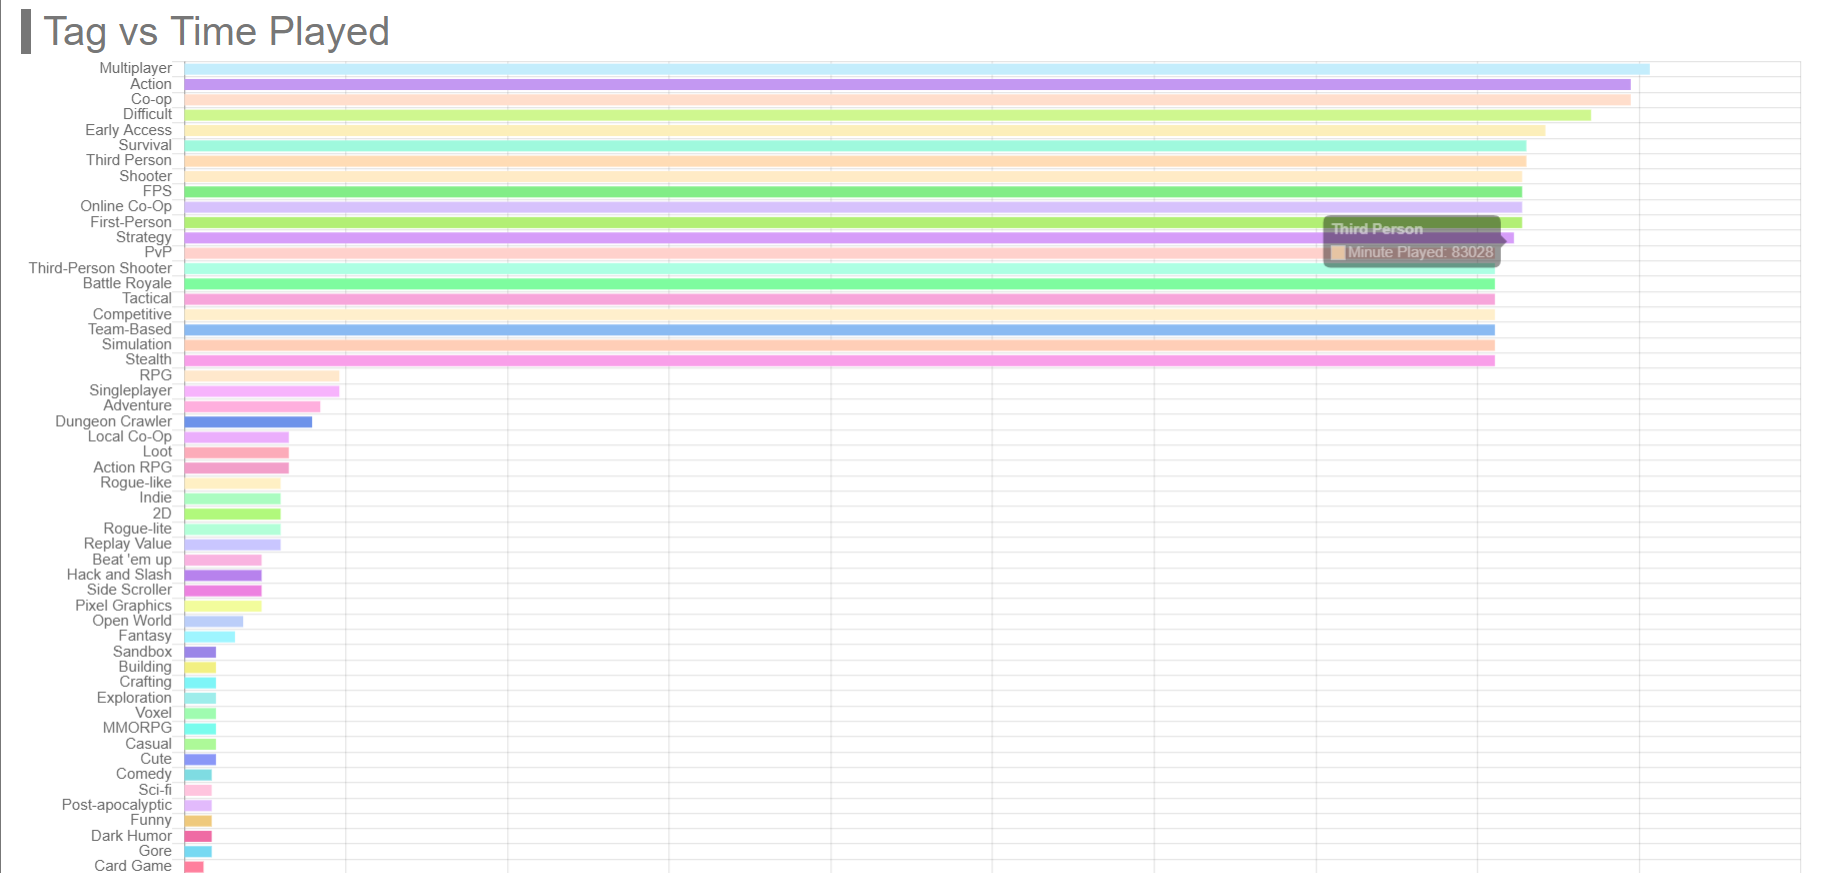 Tag vs Time Played
Multiplayer
Action
Co-op
Difficult
Early Access
Survival
Third Person
Shooter
FPS
Online Co-Op
First-Person
Strategy
PvP
Third-Person Shooter
Battle Royale
Tactical
Competitive
Team-Based
Simulation
Stealth
RPG
Singleplayer
Adventure
Dungeon Crawler
Local Co-Op
Loot
Action RPG
Rogue-like
Indie
2D
Rogue-lite
Replay Value
Beat 'em up
Hack and Slash
Side Scroller
Pixel Graphics
Open World
Fantasy
Sandbox
Building
Crafting
Exploration
Voxel
MMORPG
Casual
Cute
Comedy
Sci-fi
Post-apocalyptic
Funny
Dark Humor
Gore
Card Game
Third Person
Minute Played: 83028